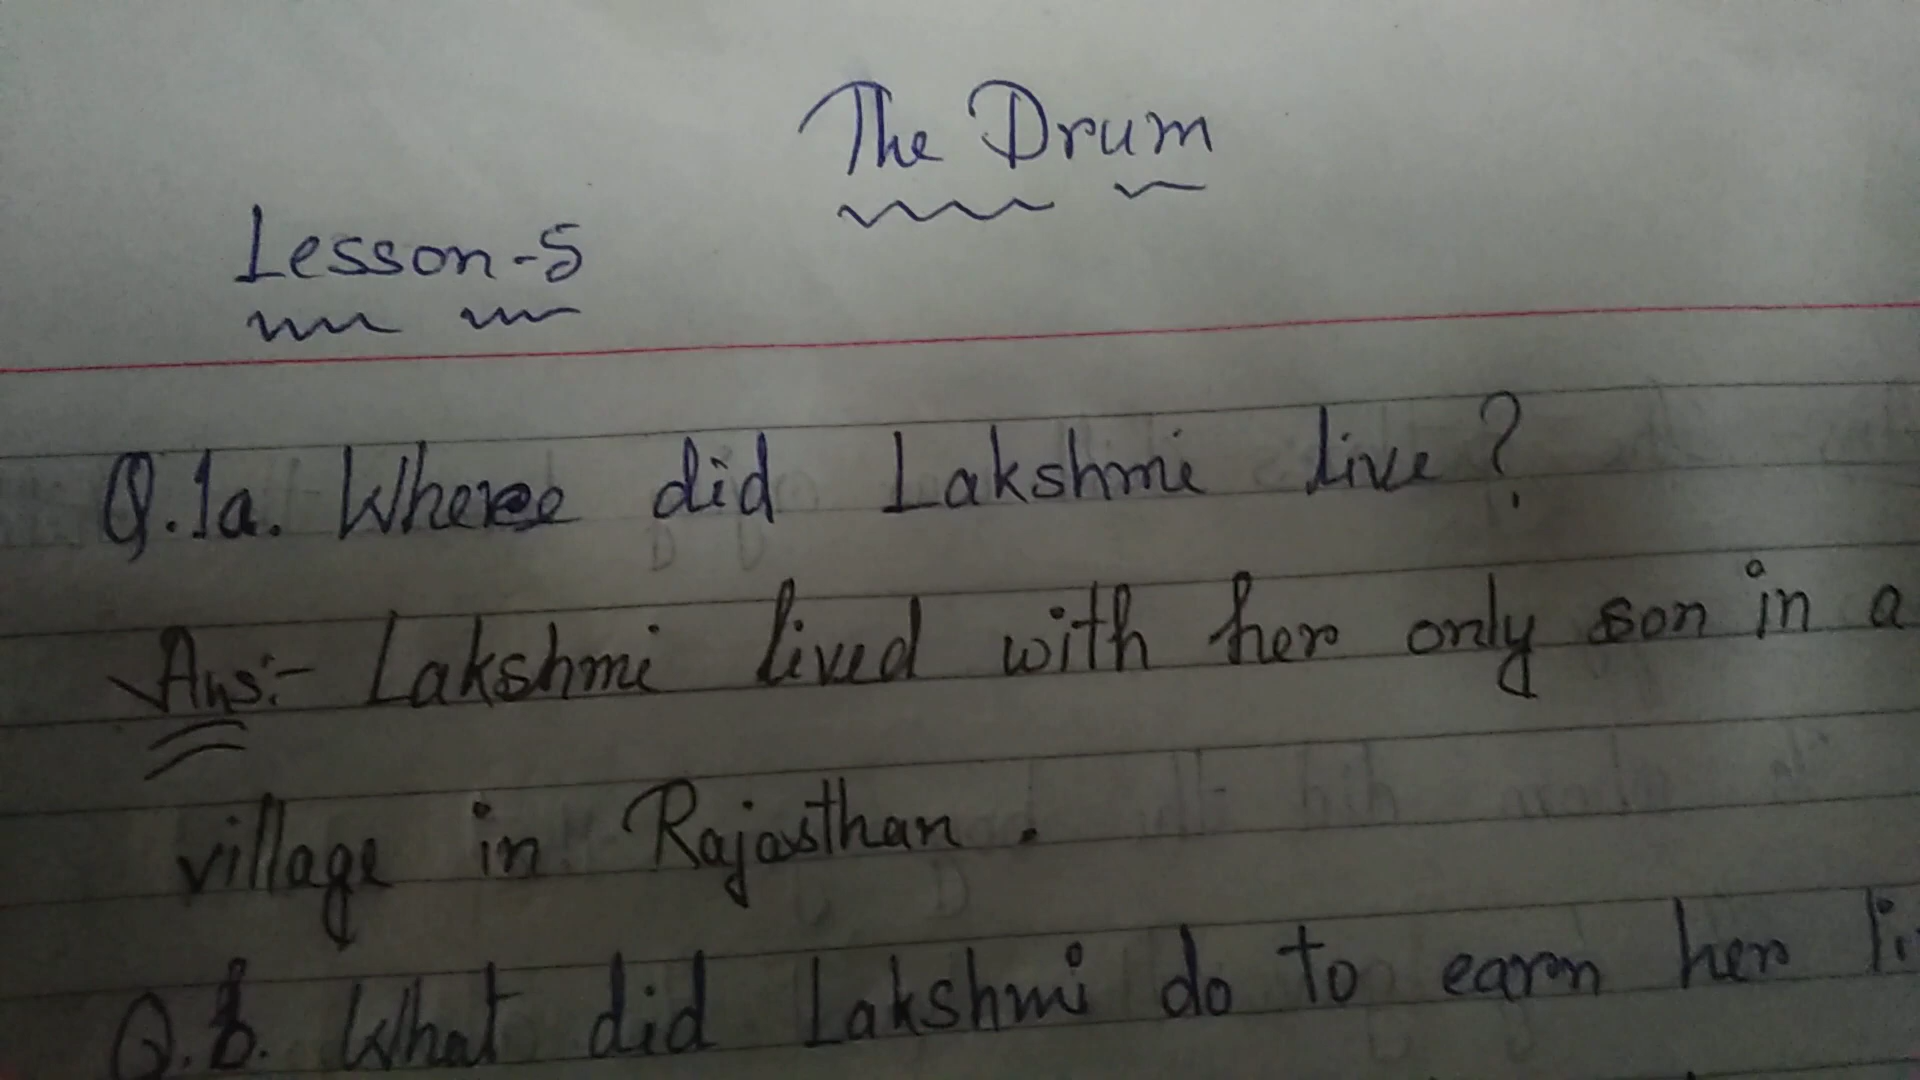 The Drum
Lesson-5
Q.1a. Where did Lakshmi live?
Ans:- Lakshmi lived with her only son in a
village in Rajasthan.
Q.b. What did Lakshmi do to earn her